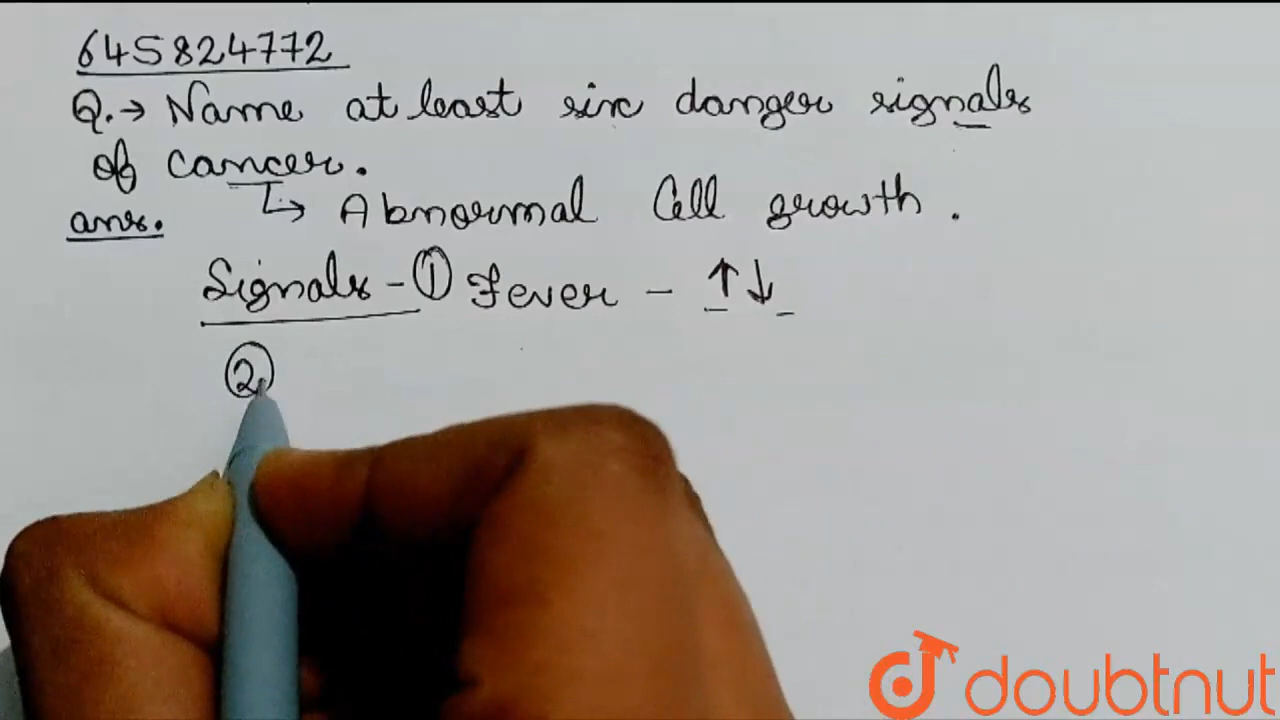 645824772
Q.→ Name at least six danger signals
of cancer.
ans. ↳ Abnormal Cell growth.
Signals - ① Fever - ↑↓
②
doubtnut